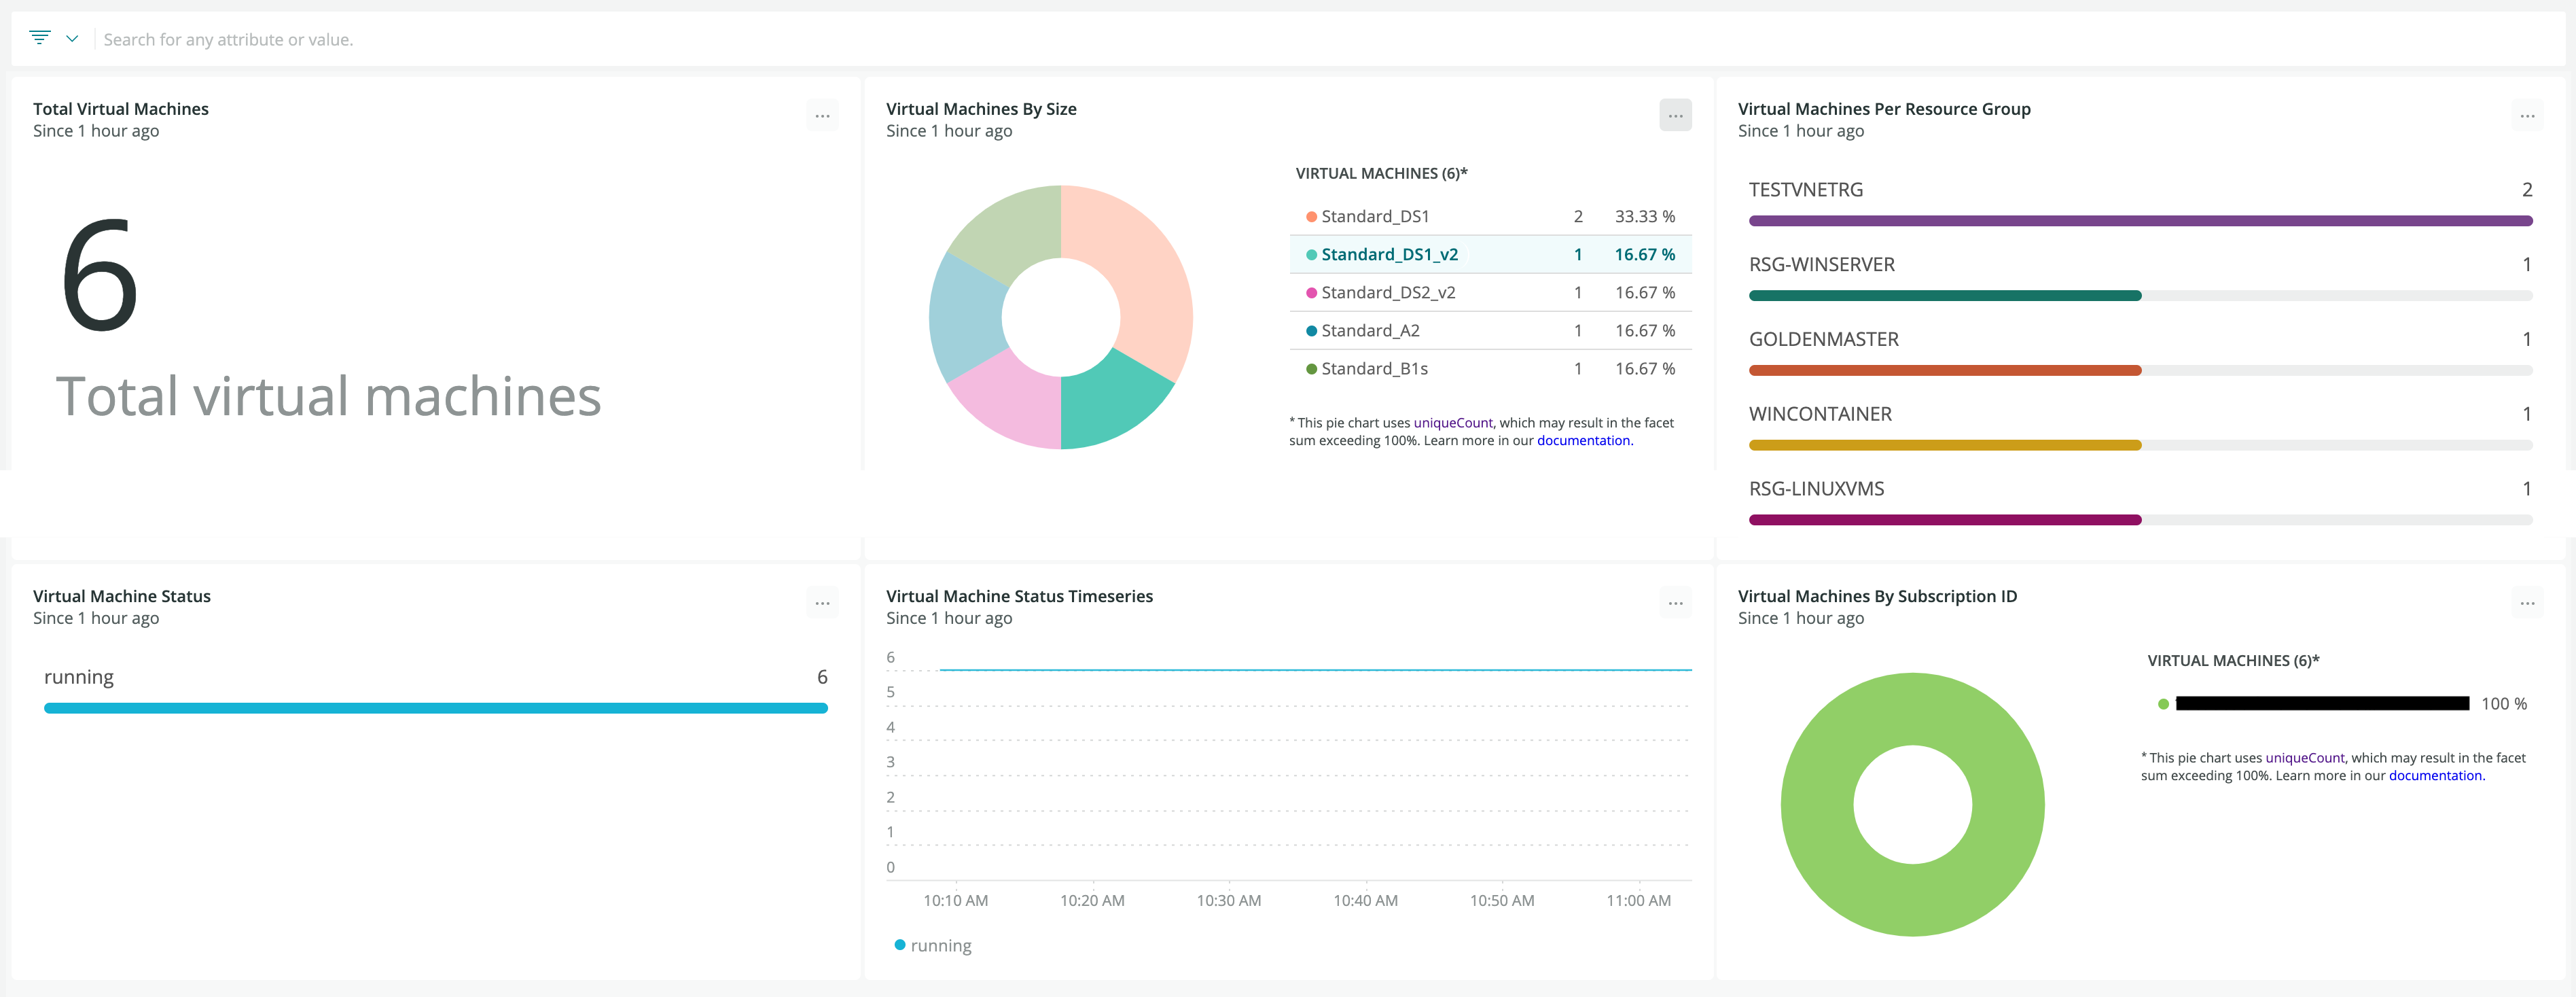 Search for any attribute or value.
Total Virtual Machines
Since 1 hour ago
...
6
Total virtual machines
Virtual Machines By Size
Since 1 hour ago
...
VIRTUAL MACHINES (6)*
Standard_DS1 2 33.33 %
Standard_DS1_v2 1 16.67 %
Standard_DS2_v2 1 16.67 %
Standard_A2 1 16.67 %
Standard_B1s 1 16.67 %
* This pie chart uses uniqueCount, which may result in the facet
sum exceeding 100%. Learn more in our documentation.
Virtual Machines Per Resource Group
Since 1 hour ago
...
TESTVNETRG 2
RSG-WINSERVER 1
GOLDENMASTER 1
WINCONTAINER 1
RSG-LINUXVMS 1
Virtual Machine Status
Since 1 hour ago
...
running 6
Virtual Machine Status Timeseries
Since 1 hour ago
...
6
5
4
3
2
1
0
10:10 AM 10:20 AM 10:30 AM 10:40 AM 10:50 AM 11:00 AM
running
Virtual Machines By Subscription ID
Since 1 hour ago
...
VIRTUAL MACHINES (6)*
100 %
* This pie chart uses uniqueCount, which may result in the facet
sum exceeding 100%. Learn more in our documentation.